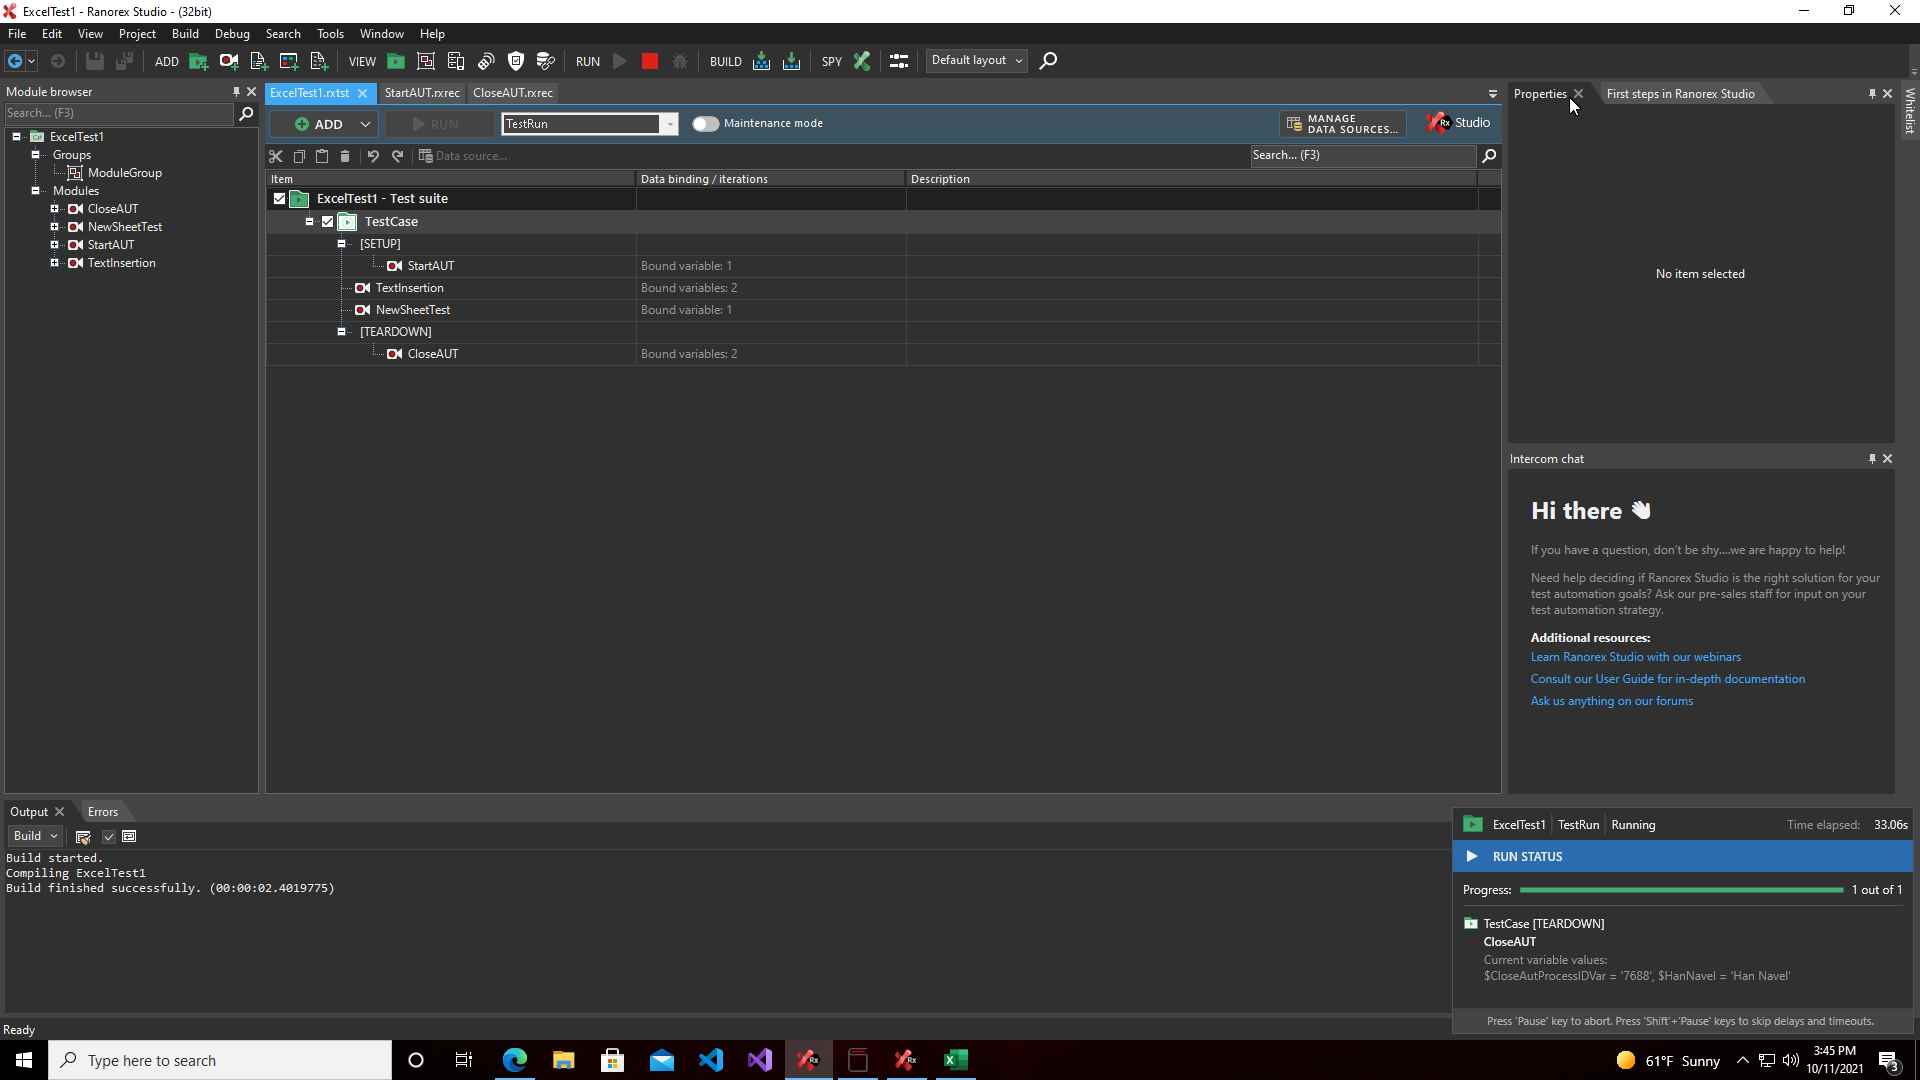 ExcelTest1 - Ranorex Studio - (32bit)
File Edit View Project Build Debug Search Tools Window Help
ADD VIEW RUN BUILD SPY Default layout
Module browser
Search... (F3)
ExcelTest1
Groups
ModuleGroup
Modules
CloseAUT
NewSheetTest
StartAUT
TextInsertion
ExcelTest1.rxtst StartAUT.rxrec CloseAUT.rxrec
ADD RUN TestRun Maintenance mode
MANAGE
DATA SOURCES...
Rx Studio
Data source... Search... (F3)
Item Data binding / iterations Description
ExcelTest1 - Test suite
TestCase
[SETUP]
StartAUT Bound variable: 1
TextInsertion Bound variables: 2
NewSheetTest Bound variable: 1
[TEARDOWN]
CloseAUT Bound variables: 2
Properties First steps in Ranorex Studio
Whitelist
No item selected
Intercom chat
Hi there 👋
If you have a question, don't be shy....we are happy to help!
Need help deciding if Ranorex Studio is the right solution for your
test automation goals? Ask our pre-sales staff for input on your
test automation strategy.
Additional resources:
Learn Ranorex Studio with our webinars
Consult our User Guide for in-depth documentation
Ask us anything on our forums
Output Errors
Build
Build started.
Compiling ExcelTest1
Build finished successfully. (00:00:02.4019775)
ExcelTest1 TestRun Running Time elapsed: 33.06s
RUN STATUS
Progress: 1 out of 1
TestCase [TEARDOWN]
CloseAUT
Current variable values:
$CloseAutProcessIDVar = '7688', $HanNavel = 'Han Navel'
Press 'Pause' key to abort. Press 'Shift'+'Pause' keys to skip delays and timeouts.
Ready
Type here to search
Rx Rx
61°F Sunny
3:45 PM
10/11/2021
3